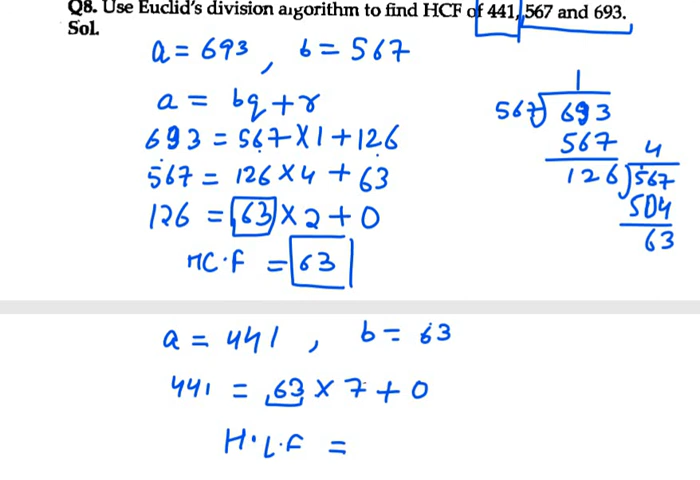 Q8. Use Euclid's division algorithm to find HCF of 441, 567 and 693.
Sol.
a = 693, b = 567
a = bq + r
693 = 567 × 1 + 126
567 = 126 × 4 + 63
126 = 63 × 2 + 0
H.C.F = 63
1
567) 693
567
4
126) 567
504
63
a = 441, b = 63
441 = 63 × 7 + 0
H.C.F =